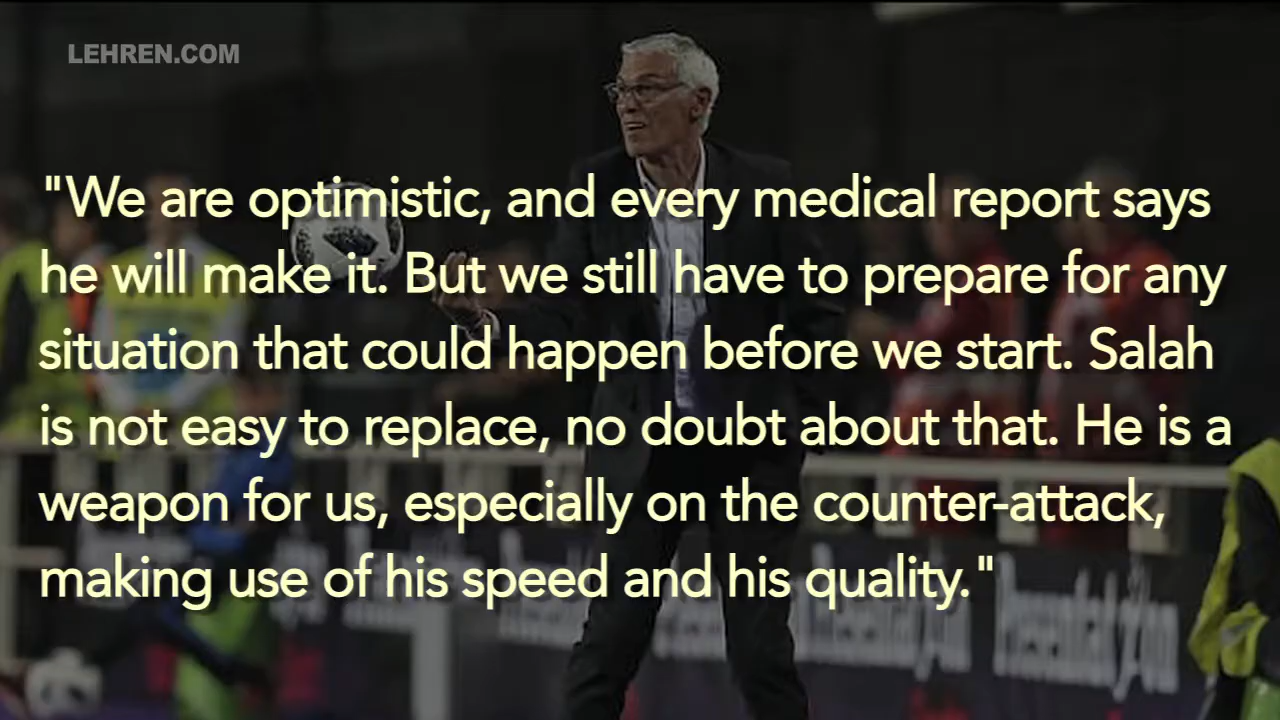 LEHREN.COM
"We are optimistic, and every medical report says
he will make it. But we still have to prepare for any
situation that could happen before we start. Salah
is not easy to replace, no doubt about that. He is a
weapon for us, especially on the counter-attack,
making use of his speed and his quality."